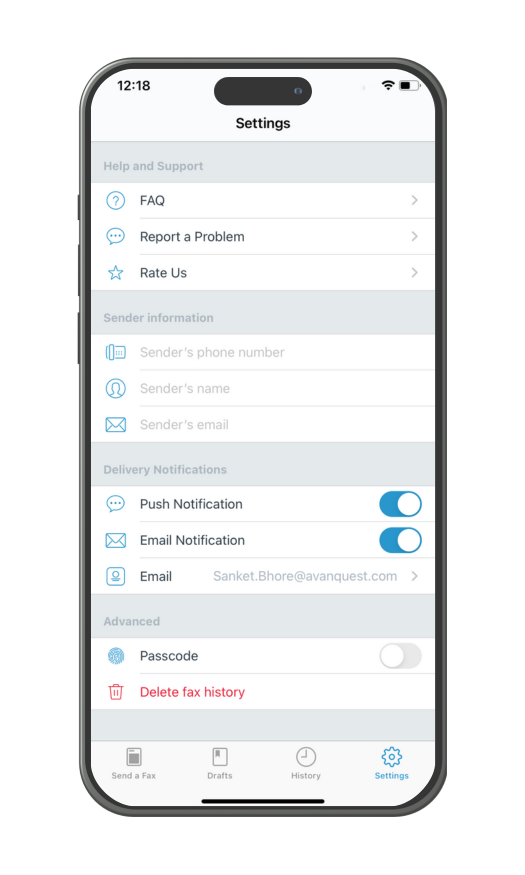 12:18
Settings
Help and Support
FAQ
Report a Problem
Rate Us
Sender information
Sender's phone number
Sender's name
Sender's email
Delivery Notifications
Push Notification
Email Notification
Email Sanket.Bhore@avanquest.com
Advanced
Passcode
Delete fax history
Send a Fax Drafts History Settings